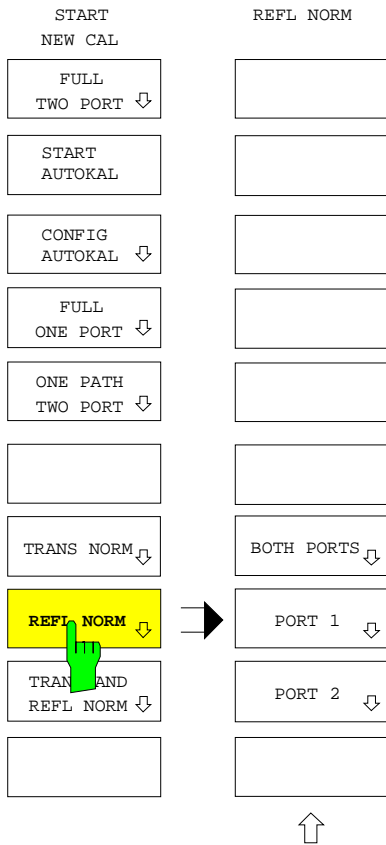 START
NEW CAL
FULL
TWO PORT
START
AUTOKAL
CONFIG
AUTOKAL
FULL
ONE PORT
ONE PATH
TWO PORT
TRANS NORM
REFL NORM
TRAN AND
REFL NORM
REFL NORM
BOTH PORTS
PORT 1
PORT 2